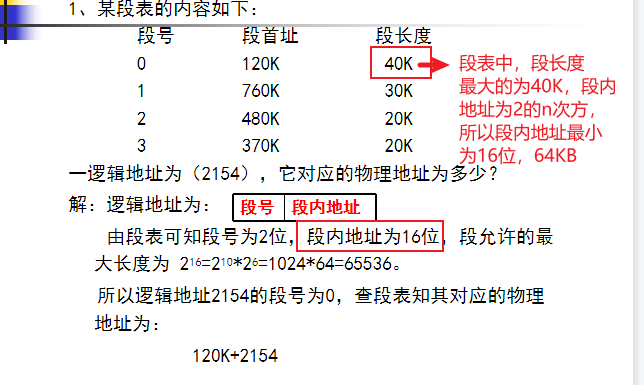 1、某段表的内容如下：
段号 段首址 段长度
0 120K 40K
1 760K 30K
2 480K 20K
3 370K 20K
段表中，段长度
最大的为40K，段内
地址为2的n次方，
所以段内地址最小
为16位，64KB
一逻辑地址为（2154），它对应的物理地址为多少？
解：逻辑地址为： 段号 段内地址
由段表可知段号为2位，段内地址为16位，段允许的最
大长度为 2¹⁶=2¹⁰*2⁶=1024*64=65536。
所以逻辑地址2154的段号为0，查段表知其对应的物理
地址为：
120K+2154